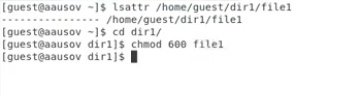 [guest@aausov ~]$ lsattr /home/guest/dir1/file1
---------------- /home/guest/dir1/file1
[guest@aausov ~]$ cd dir1/
[guest@aausov dir1]$ chmod 600 file1
[guest@aausov dir1]$